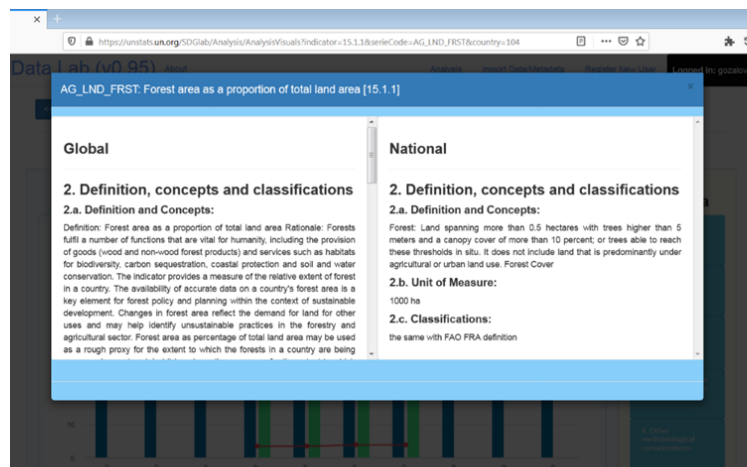 https://unstats.un.org/SDGlab/Analysis/AnalysisVisuals?indicator=15.1.1&serieCode=AG_LND_FRST&country=104
Data Lab (v0.95) About Analysis Import Data/Metadata Register New User Logged in: gozalov
AG_LND_FRST: Forest area as a proportion of total land area [15.1.1]
Global
2. Definition, concepts and classifications
2.a. Definition and Concepts:
Definition: Forest area as a proportion of total land area Rationale: Forests
fulfil a number of functions that are vital for humanity, including the provision
of goods (wood and non-wood forest products) and services such as habitats
for biodiversity, carbon sequestration, coastal protection and soil and water
conservation. The indicator provides a measure of the relative extent of forest
in a country. The availability of accurate data on a country's forest area is a
key element for forest policy and planning within the context of sustainable
development. Changes in forest area reflect the demand for land for other
uses and may help identify unsustainable practices in the forestry and
agricultural sector. Forest area as percentage of total land area may be used
as a rough proxy for the extent to which the forests in a country are being
National
2. Definition, concepts and classifications
2.a. Definition and Concepts:
Forest: Land spanning more than 0.5 hectares with trees higher than 5
meters and a canopy cover of more than 10 percent; or trees able to reach
these thresholds in situ. It does not include land that is predominantly under
agricultural or urban land use. Forest Cover
2.b. Unit of Measure:
1000 ha
2.c. Classifications:
the same with FAO FRA definition
10
0